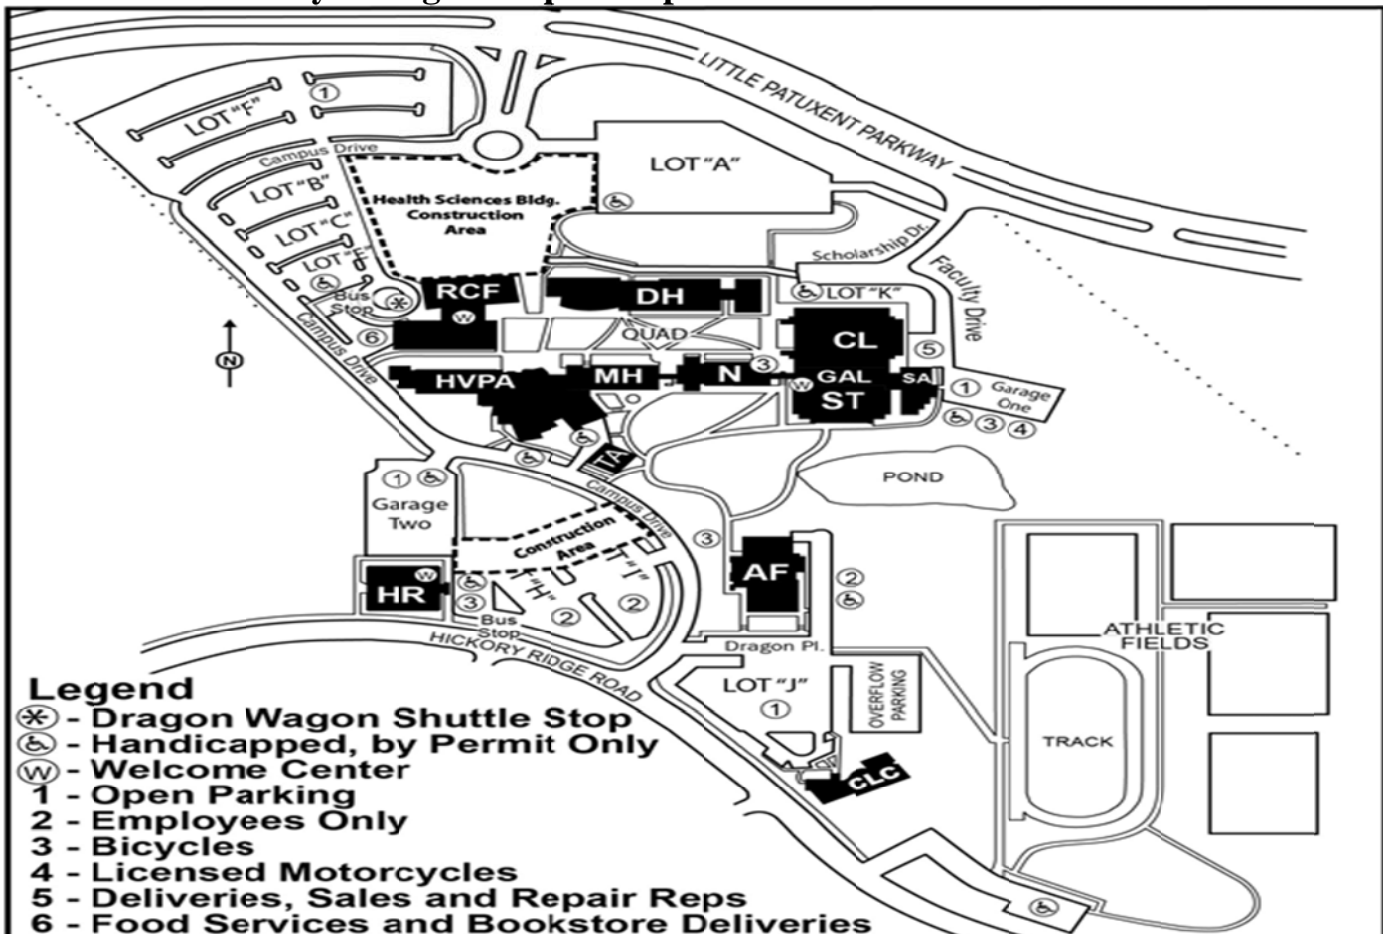 LITTLE PATUXENT PARKWAY
LOT "F"
1
Campus Drive
LOT "A"
LOT "B"
Health Sciences Bldg.
Construction
Area
LOT "C"
LOT "E"
Scholarship Dr.
Faculty Drive
Bus
Stop
RCF
W
DH
LOT "K"
6
QUAD
CL
5
Campus Drive
N
HVPA
MH
N
3
W
GAL
SA
ST
1
Garage
One
3
4
TA
1
Garage
Two
POND
Campus Drive
Construction
Area
3
AF
2
HR
W
3
"H"
"I"
2
2
Bus
Stop
HICKORY RIDGE ROAD
Dragon Pl.
ATHLETIC
FIELDS
LOT "J"
1
OVERFLOW
PARKING
TRACK
CLC
Legend
- Dragon Wagon Shuttle Stop
- Handicapped, by Permit Only
W - Welcome Center
1 - Open Parking
2 - Employees Only
3 - Bicycles
4 - Licensed Motorcycles
5 - Deliveries, Sales and Repair Reps
6 - Food Services and Bookstore Deliveries